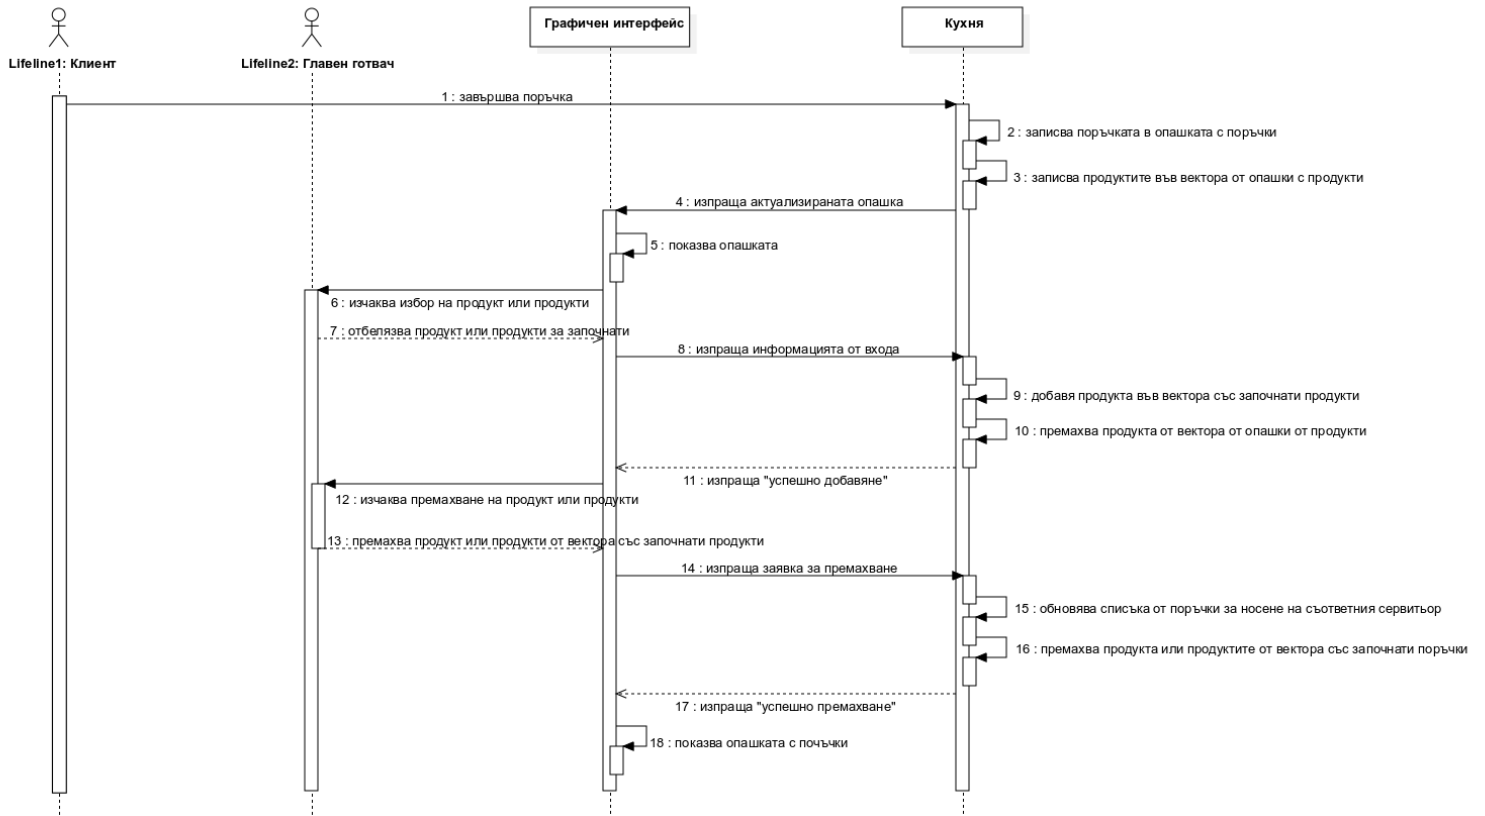 Графичен интерфейс
Кухня
Lifeline1: Клиент
Lifeline2: Главен готвач
1 : завършва поръчка
2 : записва поръчката в опашката с поръчки
3 : записва продуктите във вектора от опашки с продукти
4 : изпраща актуализираната опашка
5 : показва опашката
6 : изчаква избор на продукт или продукти
7 : отбелязва продукт или продукти за започнати
8 : изпраща информацията от входа
9 : добавя продукта във вектора със започнати продукти
10 : премахва продукта от вектора от опашки от продукти
11 : изпраща "успешно добавяне"
12 : изчаква премахване на продукт или продукти
13 : премахва продукт или продукти от вектора със започнати продукти
14 : изпраща заявка за премахване
15 : обновява списъка от поръчки за носене на съответния сервитьор
16 : премахва продукта или продуктите от вектора със започнати поръчки
17 : изпраща "успешно премахване"
18 : показва опашката с почъчки